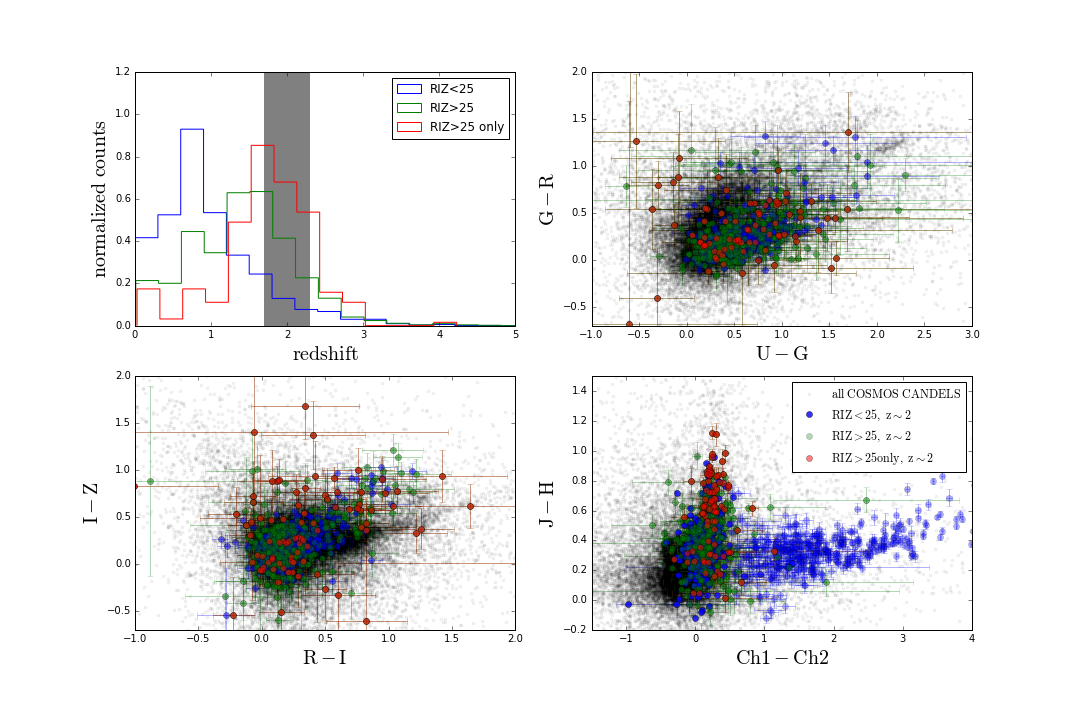 1.2
1.0
0.8
0.6
0.4
0.2
0.0
normalized counts
RIZ<25
RIZ>25
RIZ>25 only
0 1 2 3 4 5
redshift
2.0
1.5
1.0
0.5
0.0
−0.5
G − R
−1.0 −0.5 0.0 0.5 1.0 1.5 2.0 2.5 3.0
U − G
2.0
1.5
1.0
0.5
0.0
−0.5
I − Z
−1.0 −0.5 0.0 0.5 1.0 1.5 2.0
R − I
1.4
1.2
1.0
0.8
0.6
0.4
0.2
0.0
−0.2
J − H
all COSMOS CANDELS
RIZ < 25, z ∼ 2
RIZ > 25, z ∼ 2
RIZ > 25only, z ∼ 2
−1 0 1 2 3 4
Ch1 − Ch2